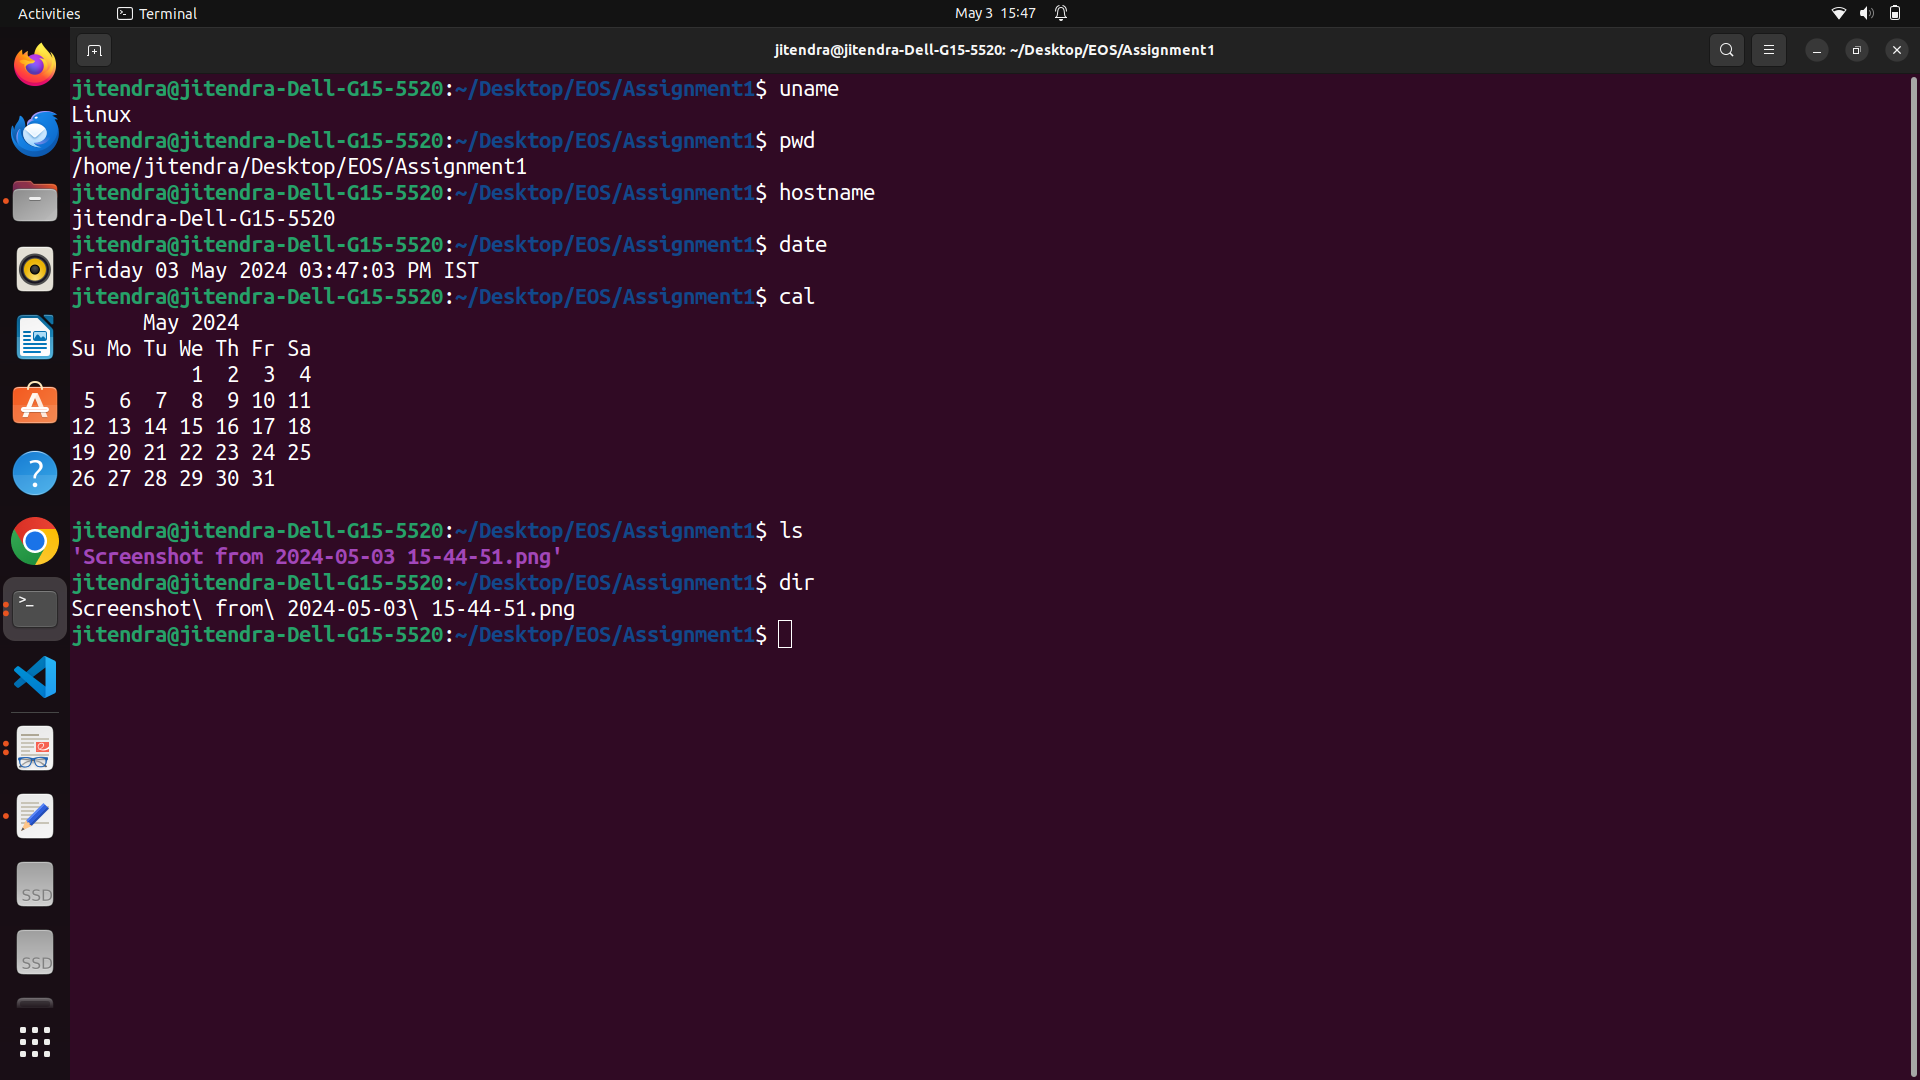 Activities Terminal May 3 15:47
jitendra@jitendra-Dell-G15-5520: ~/Desktop/EOS/Assignment1
jitendra@jitendra-Dell-G15-5520:~/Desktop/EOS/Assignment1$ uname
Linux
jitendra@jitendra-Dell-G15-5520:~/Desktop/EOS/Assignment1$ pwd
/home/jitendra/Desktop/EOS/Assignment1
jitendra@jitendra-Dell-G15-5520:~/Desktop/EOS/Assignment1$ hostname
jitendra-Dell-G15-5520
jitendra@jitendra-Dell-G15-5520:~/Desktop/EOS/Assignment1$ date
Friday 03 May 2024 03:47:03 PM IST
jitendra@jitendra-Dell-G15-5520:~/Desktop/EOS/Assignment1$ cal
      May 2024
Su Mo Tu We Th Fr Sa
          1  2  3  4
 5  6  7  8  9 10 11
12 13 14 15 16 17 18
19 20 21 22 23 24 25
26 27 28 29 30 31
jitendra@jitendra-Dell-G15-5520:~/Desktop/EOS/Assignment1$ ls
'Screenshot from 2024-05-03 15-44-51.png'
jitendra@jitendra-Dell-G15-5520:~/Desktop/EOS/Assignment1$ dir
Screenshot\ from\ 2024-05-03\ 15-44-51.png
jitendra@jitendra-Dell-G15-5520:~/Desktop/EOS/Assignment1$
SSD
SSD